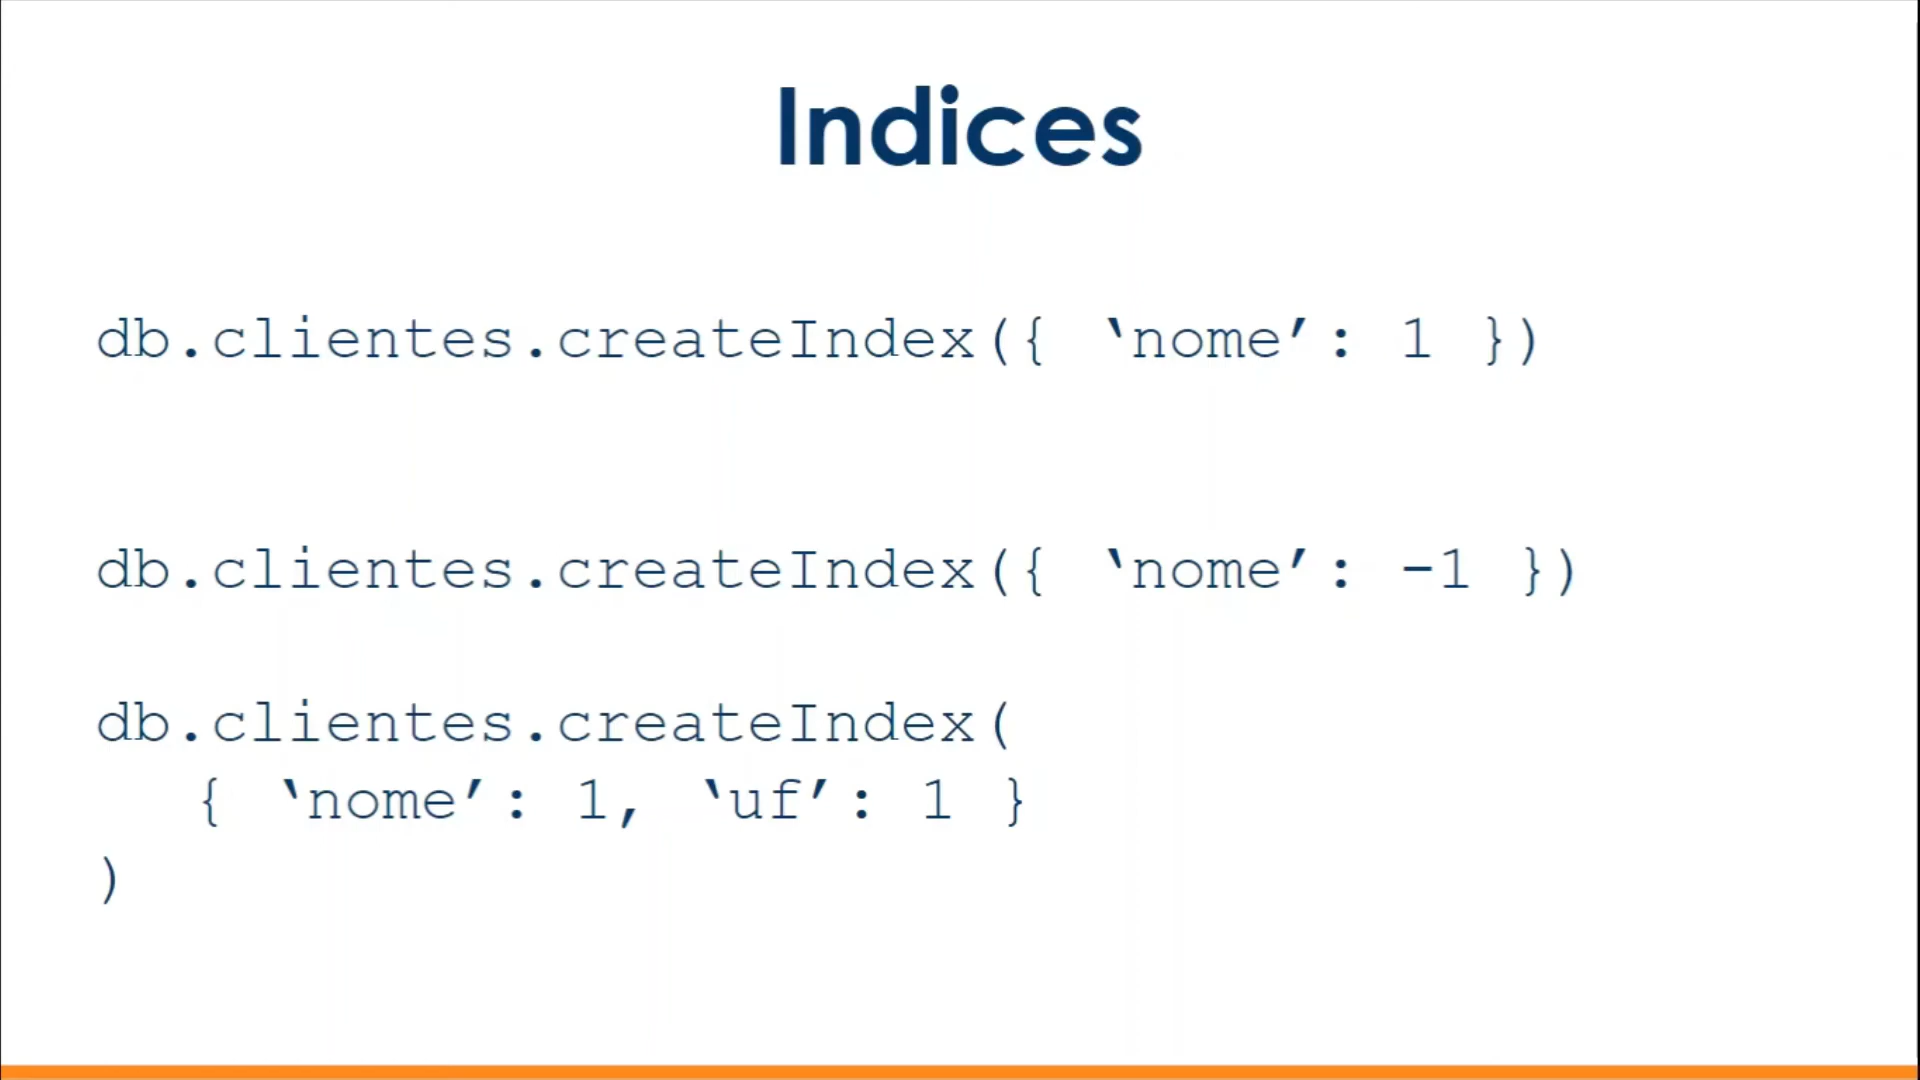 Indices
db.clientes.createIndex({ ‘nome’: 1 })
db.clientes.createIndex({ ‘nome’: -1 })
db.clientes.createIndex(
{ ‘nome’: 1, ‘uf’: 1 }
)